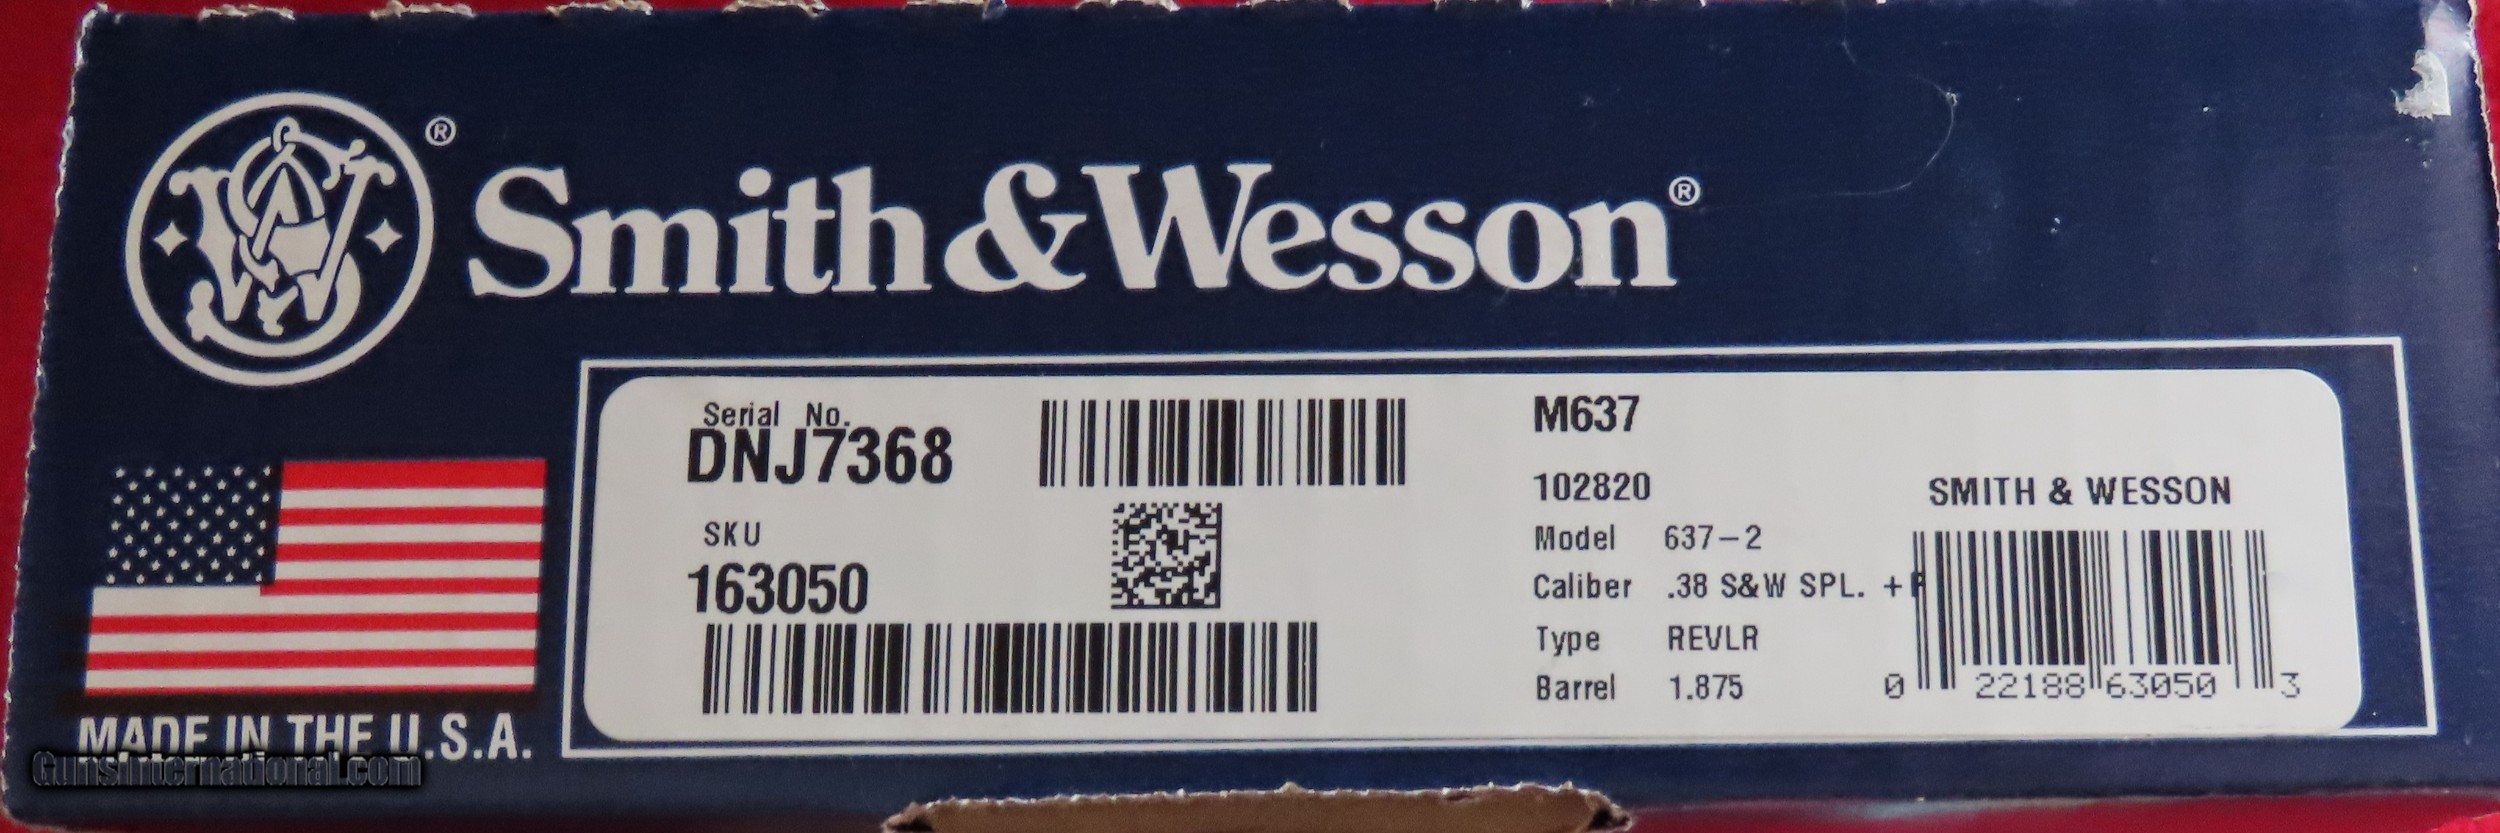 ®
Smith & Wesson®
Serial No.
DNJ7368
SKU
163050
M637
102820
Model 637-2
Caliber .38 S&W SPL. +P
Type REVLR
Barrel 1.875
SMITH & WESSON
0 22188 63050 3
MADE IN THE U.S.A.
GunsInternational.com